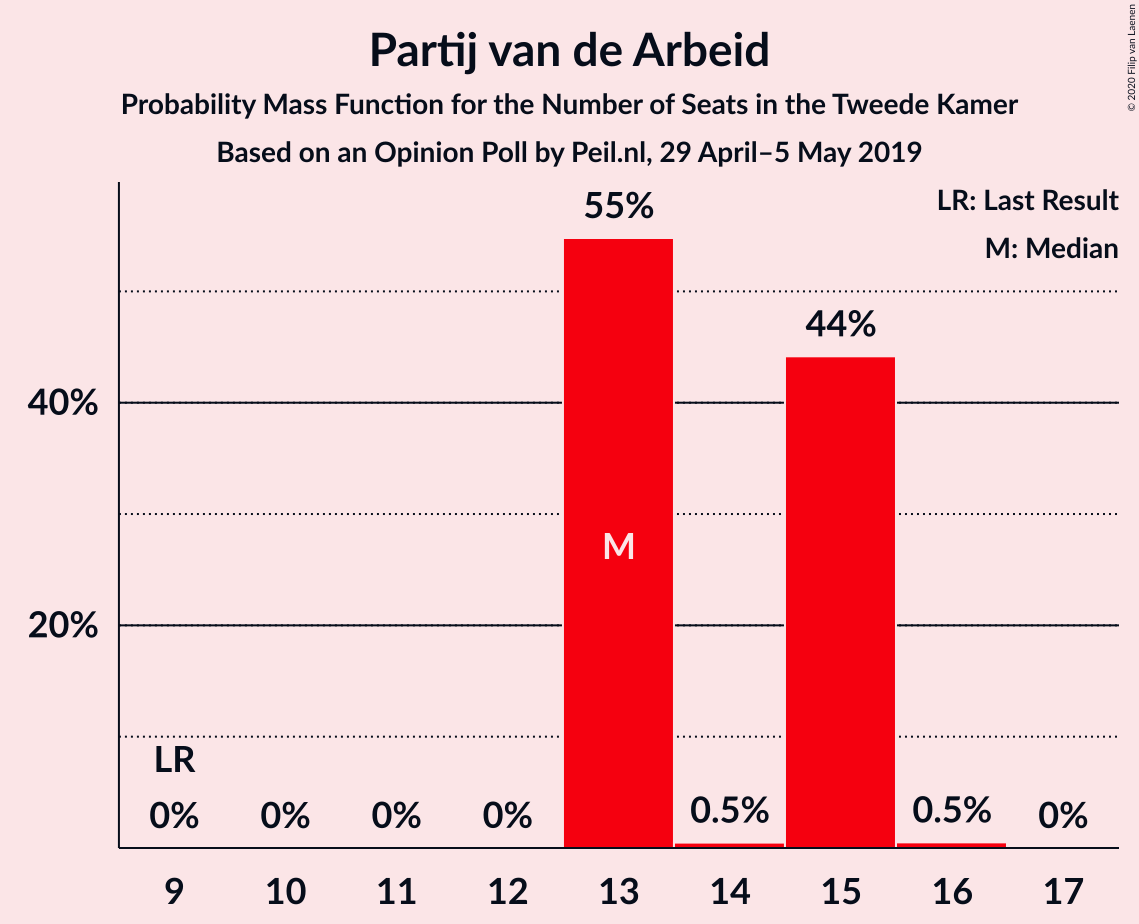 Partij van de Arbeid
Probability Mass Function for the Number of Seats in the Tweede Kamer
Based on an Opinion Poll by Peil.nl, 29 April–5 May 2019
© 2020 Filip van Laenen
LR: Last Result
M: Median
55%
44%
40%
M
20%
LR
0% 0% 0% 0% 0.5% 0.5% 0%
9 10 11 12 13 14 15 16 17